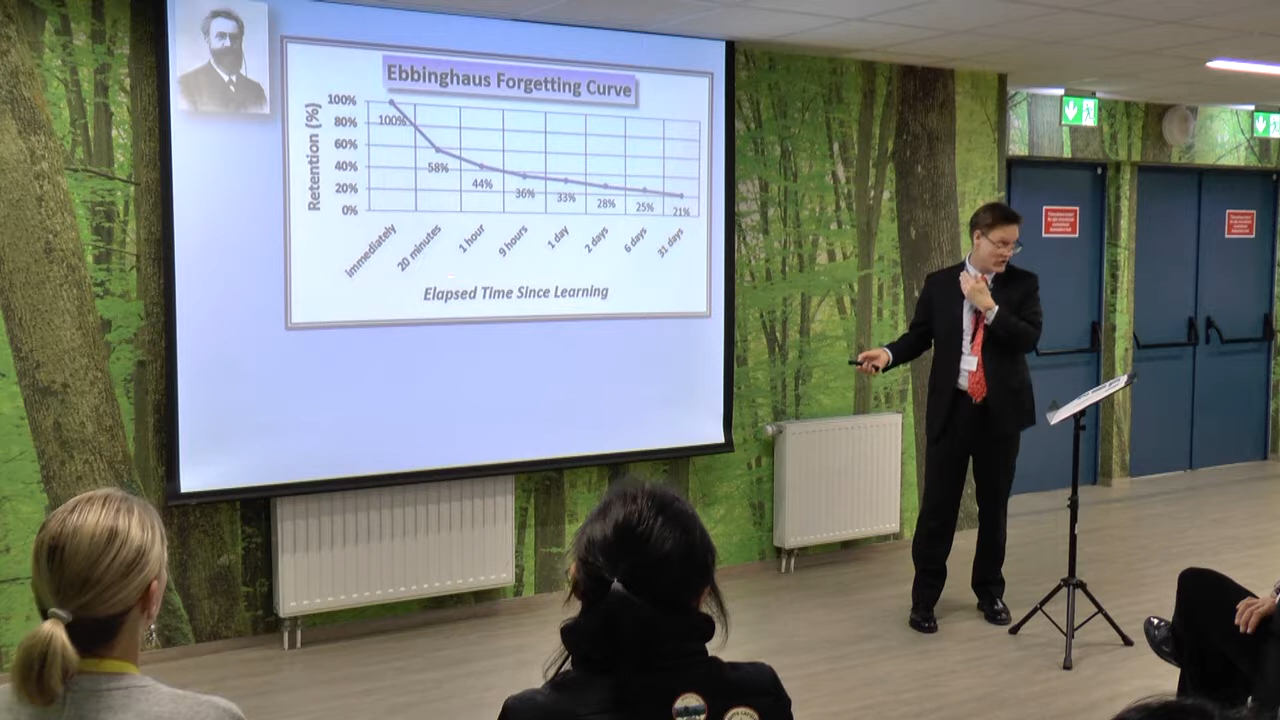 Ebbinghaus Forgetting Curve
Retention (%)
100%
80%
60%
40%
20%
0%
100%
58%
44%
36%
33%
28%
25%
21%
immediately
20 minutes
1 hour
9 hours
1 day
2 days
6 days
31 days
Elapsed Time Since Learning